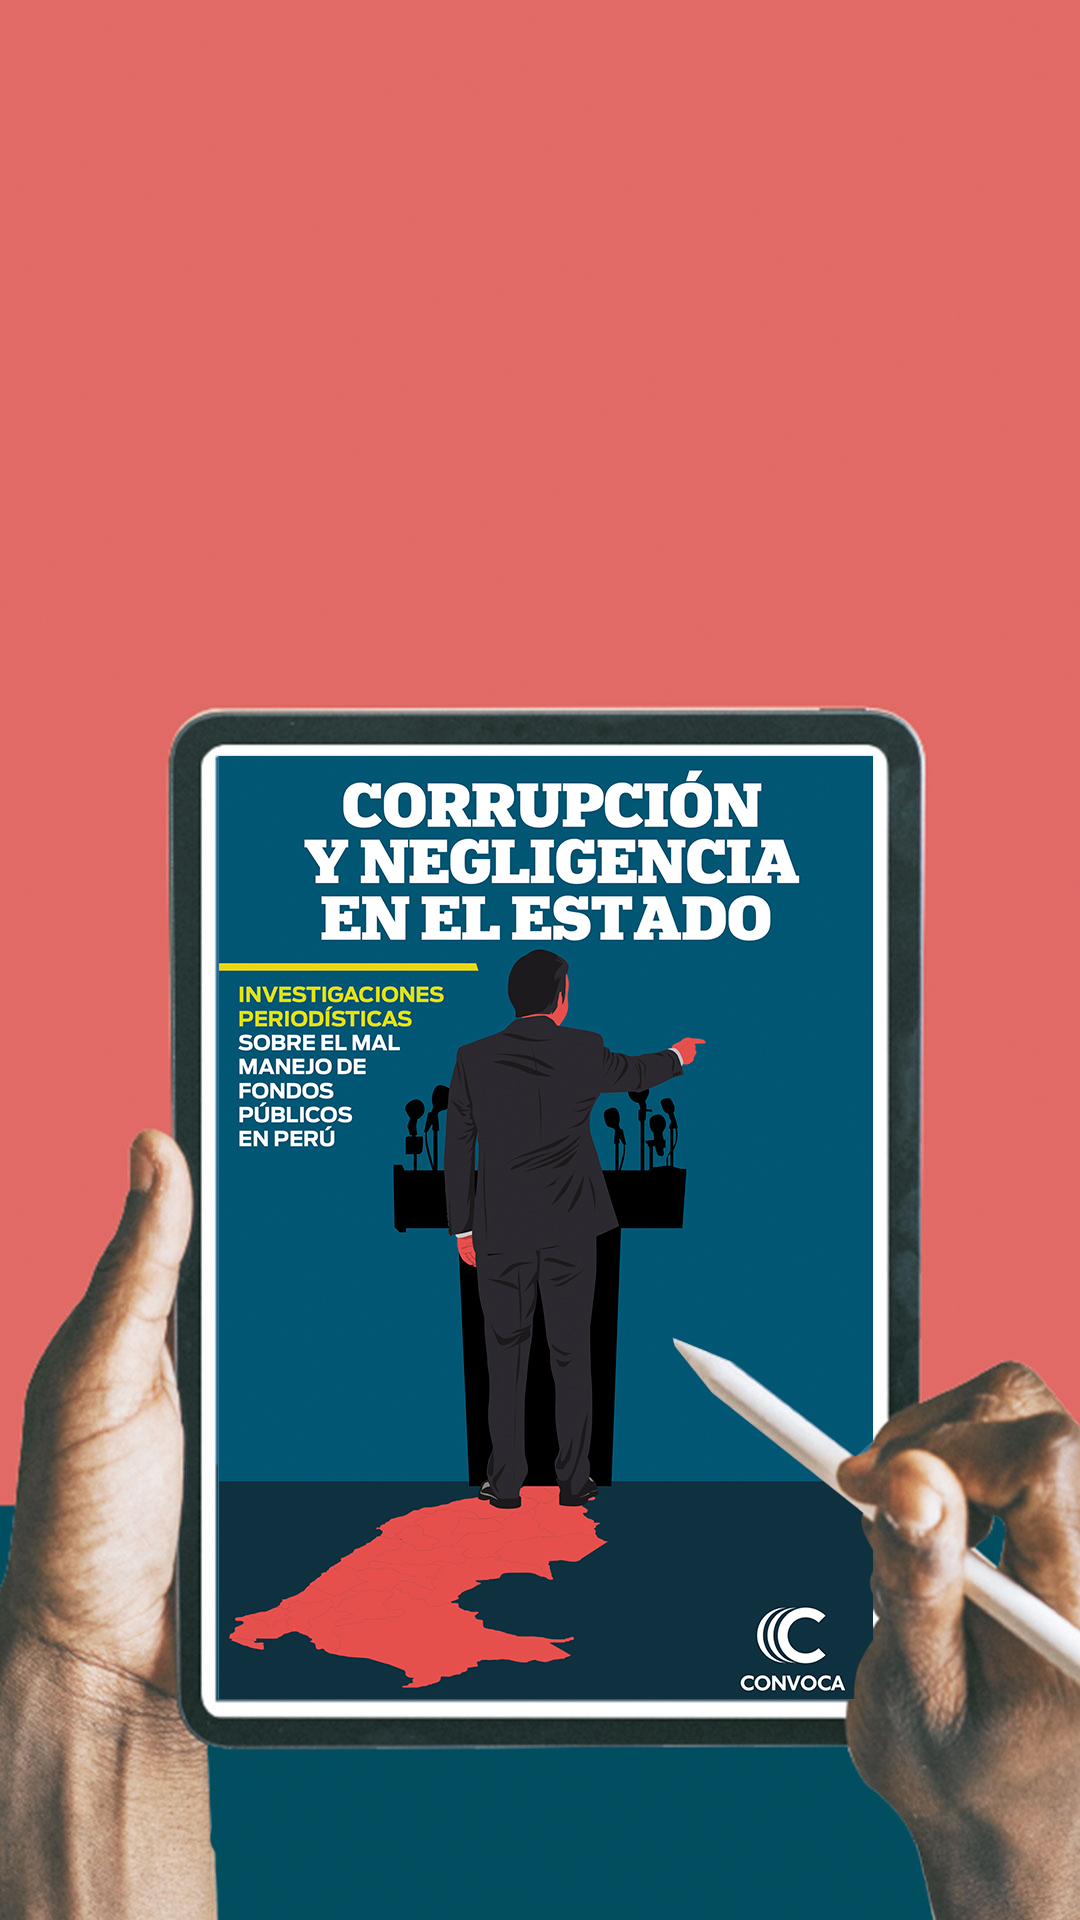 CORRUPCIÓN
Y NEGLIGENCIA
EN EL ESTADO
INVESTIGACIONES
PERIODÍSTICAS
SOBRE EL MAL
MANEJO DE
FONDOS
PÚBLICOS
EN PERÚ
C
CONVOCA